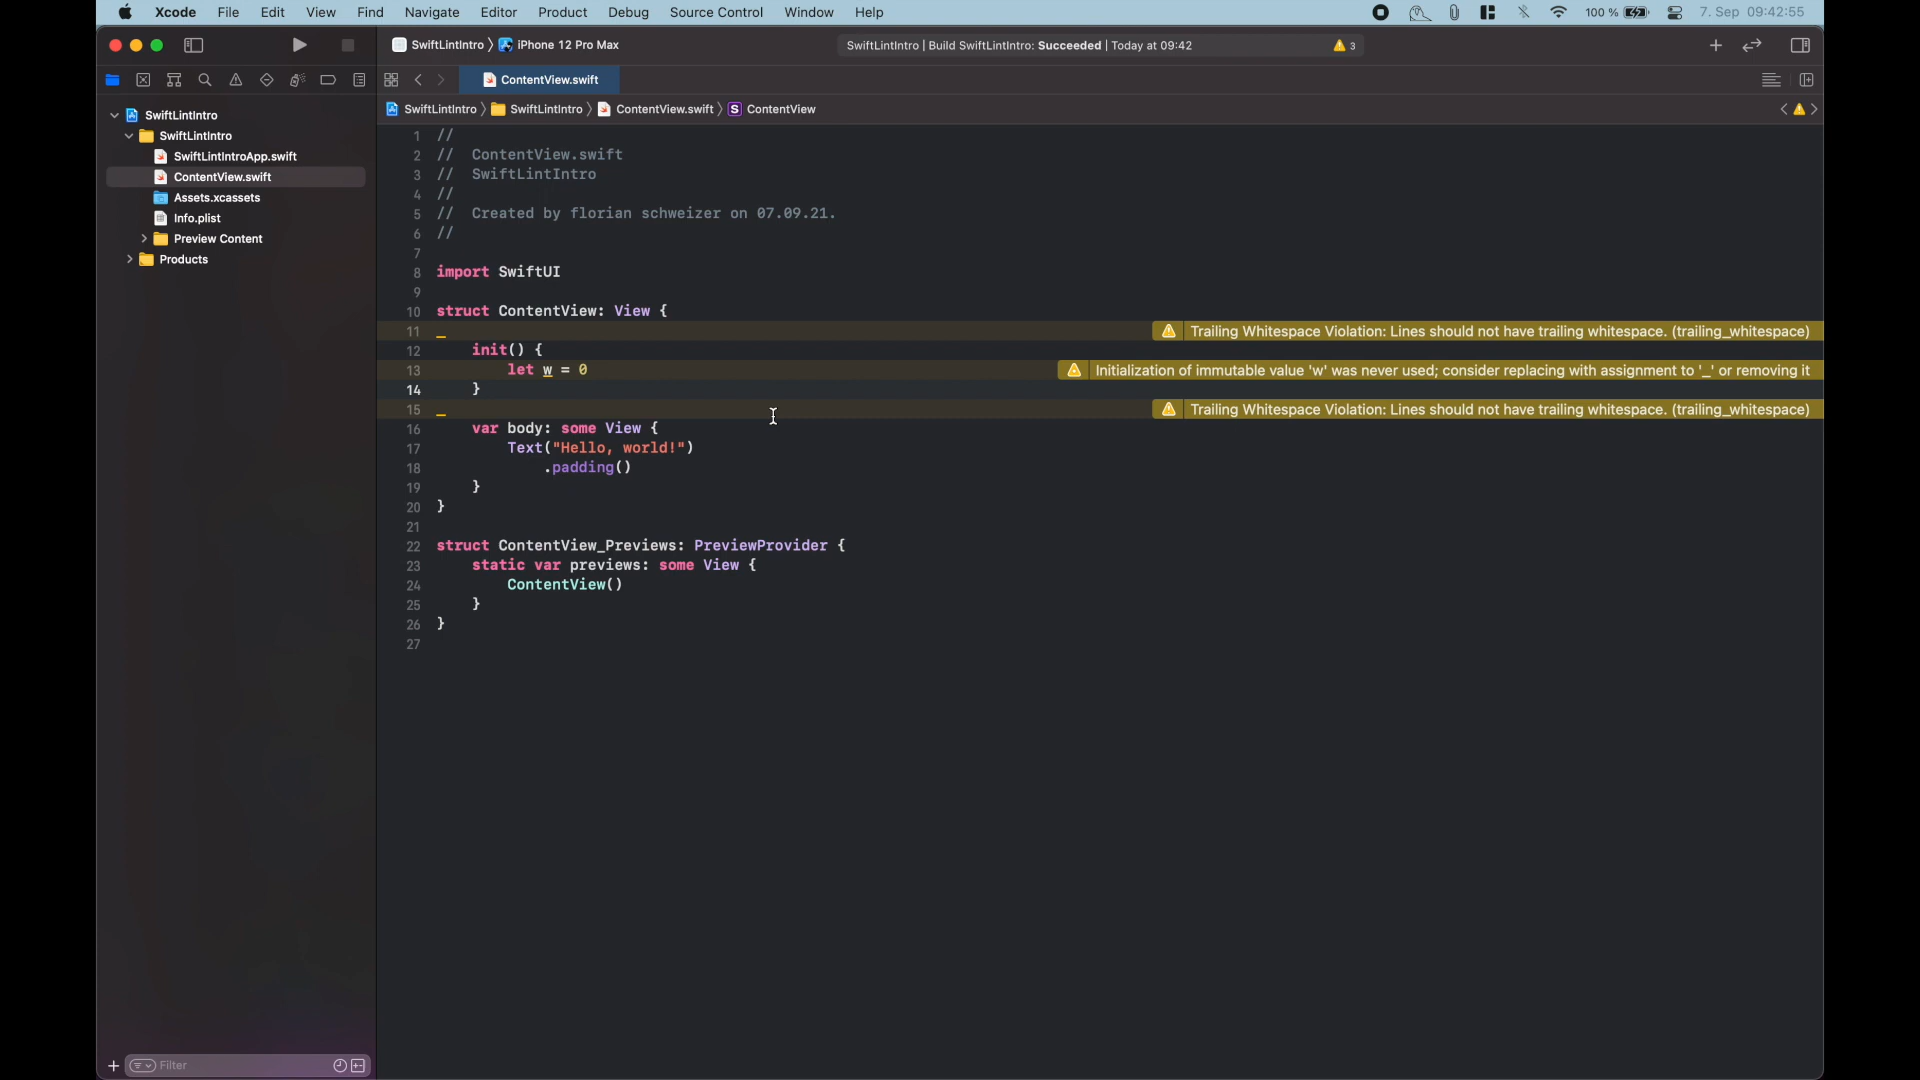 Xcode File Edit View Find Navigate Editor Product Debug Source Control Window Help 100 % 7. Sep 09:42:55
SwiftLintIntro 〉 iPhone 12 Pro Max SwiftLintIntro | Build SwiftLintIntro: Succeeded | Today at 09:42 3
ContentView.swift
SwiftLintIntro 〉 SwiftLintIntro 〉 ContentView.swift 〉 S ContentView
SwiftLintIntro
SwiftLintIntro
SwiftLintIntroApp.swift
ContentView.swift
Assets.xcassets
Info.plist
Preview Content
Products
1 //
2 //  ContentView.swift
3 //  SwiftLintIntro
4 //
5 //  Created by florian schweizer on 07.09.21.
6 //
7
8 import SwiftUI
9
10 struct ContentView: View {
11 Trailing Whitespace Violation: Lines should not have trailing whitespace. (trailing_whitespace)
12 init() {
13 let w = 0 Initialization of immutable value 'w' was never used; consider replacing with assignment to '_' or removing it
14 }
15 Trailing Whitespace Violation: Lines should not have trailing whitespace. (trailing_whitespace)
16 var body: some View {
17 Text("Hello, world!")
18 .padding()
19 }
20 }
21
22 struct ContentView_Previews: PreviewProvider {
23 static var previews: some View {
24 ContentView()
25 }
26 }
27
Filter